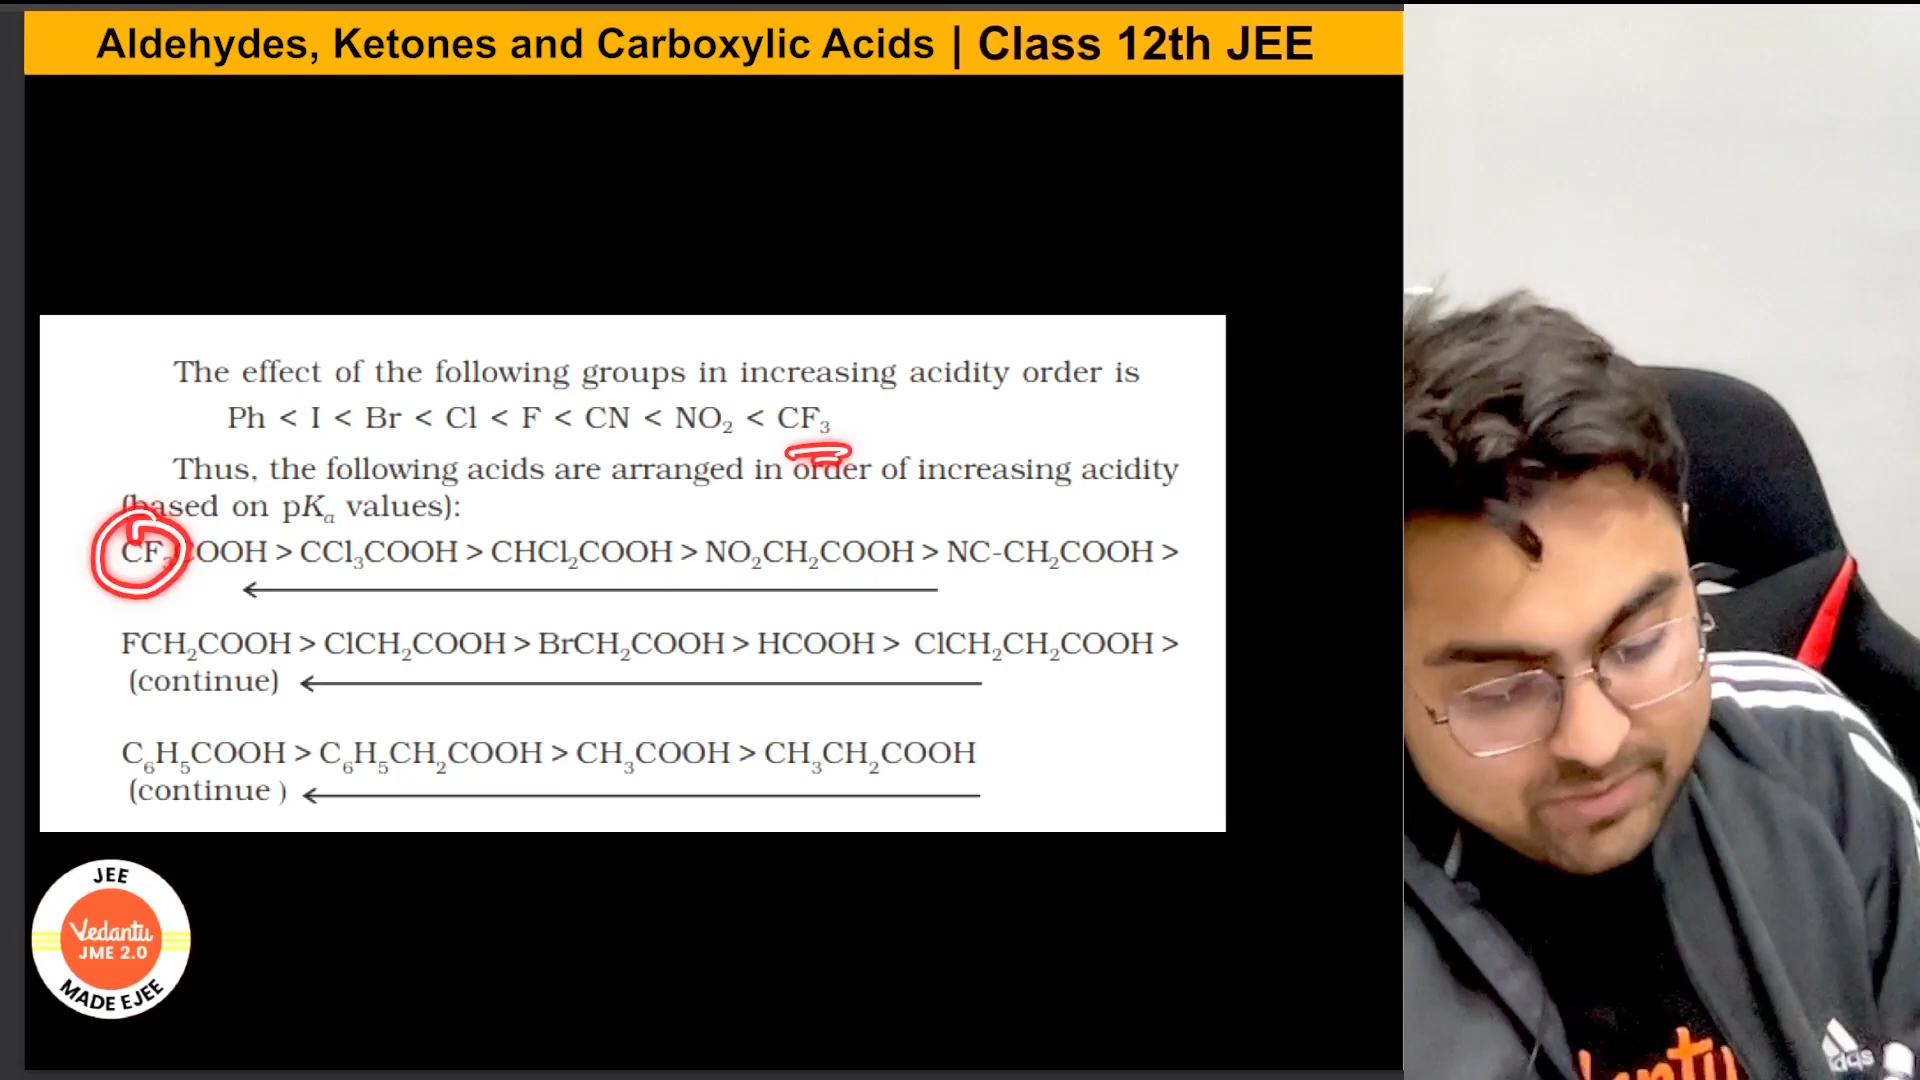 Aldehydes, Ketones and Carboxylic Acids | Class 12th JEE
The effect of the following groups in increasing acidity order is
Ph < I < Br < Cl < F < CN < NO₂ < CF₃
Thus, the following acids are arranged in order of increasing acidity
(based on pKₐ values):
CF₃COOH > CCl₃COOH > CHCl₂COOH > NO₂CH₂COOH > NC-CH₂COOH >
FCH₂COOH > ClCH₂COOH > BrCH₂COOH > HCOOH > ClCH₂CH₂COOH >
(continue)
C₆H₅COOH > C₆H₅CH₂COOH > CH₃COOH > CH₃CH₂COOH
(continue )
JEE
Vedantu
JME 2.0
MADE EJEE